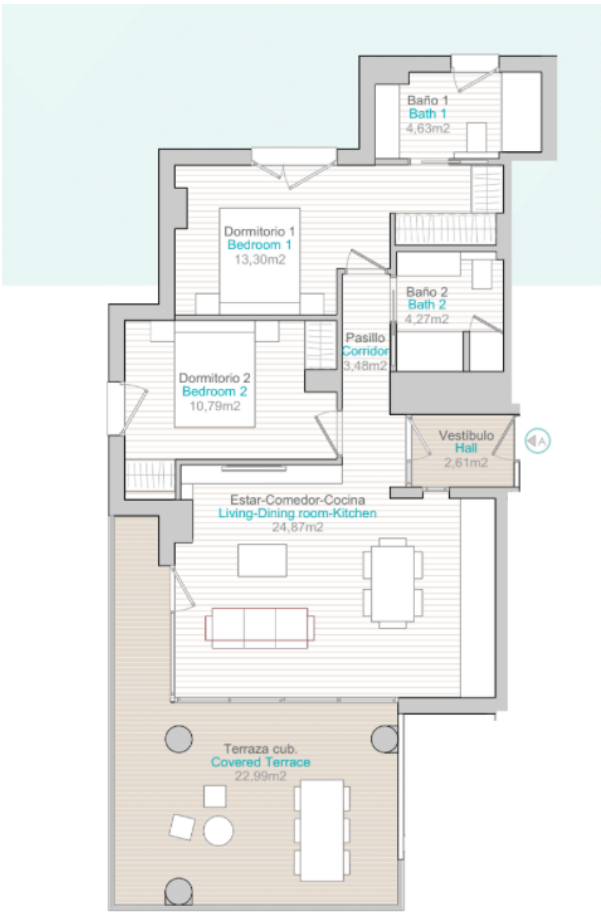 Baño 1
Bath 1
4,63m2
Dormitorio 1
Bedroom 1
13,30m2
Baño 2
Bath 2
4,27m2
Pasillo
Corridor
3,48m2
Dormitorio 2
Bedroom 2
10,79m2
Vestíbulo
Hall
2,61m2
A
Estar-Comedor-Cocina
Living-Dining room-Kitchen
24,87m2
Terraza cub.
Covered Terrace
22,99m2